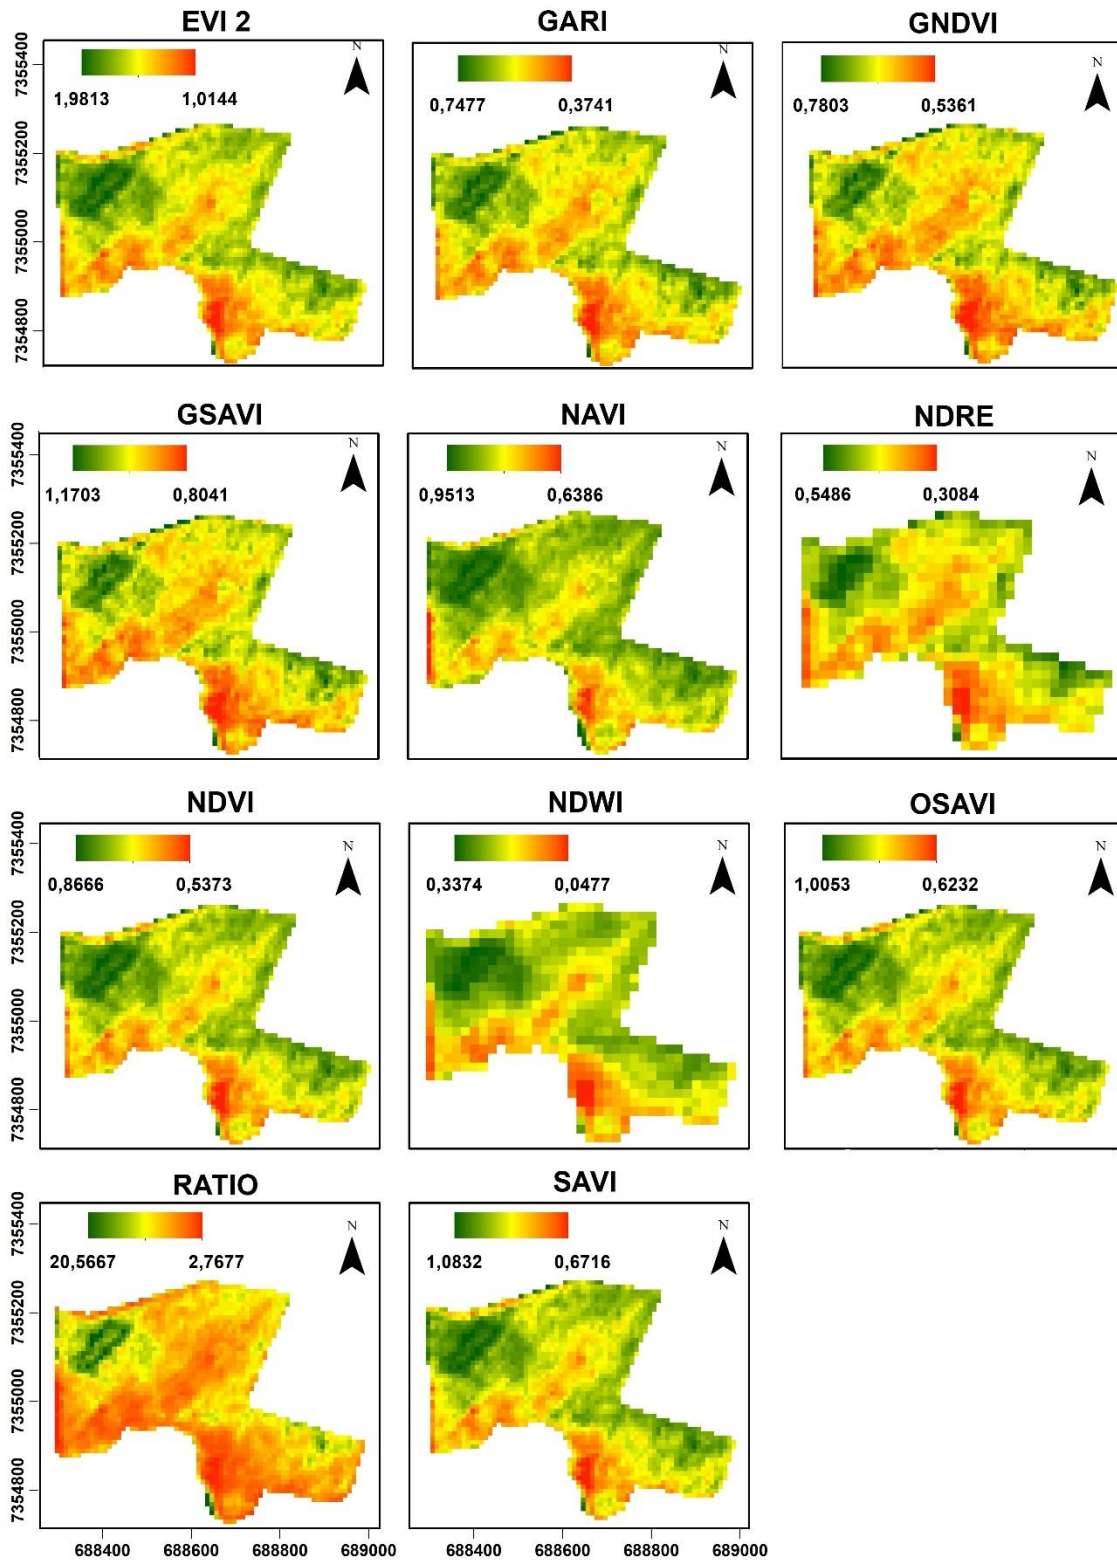 EVI 2 GARI GNDVI
N N N
7355400 7355200 7355000 7354800
1,9813 1,0144 0,7477 0,3741 0,7803 0,5361
GSAVI NAVI NDRE
N N N
7355400 7355200 7355000 7354800
1,1703 0,8041 0,9513 0,6386 0,5486 0,3084
NDVI NDWI OSAVI
N N N
7355400 7355200 7355000 7354800
0,8666 0,5373 0,3374 0,0477 1,0053 0,6232
RATIO SAVI
N N
7355400 7355200 7355000 7354800
20,5667 2,7677 1,0832 0,6716
688400 688600 688800 689000 688400 688600 688800 689000